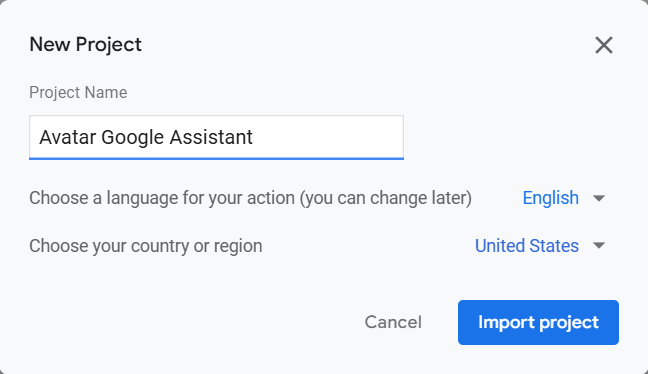 New Project
Project Name
Avatar Google Assistant
Choose a language for your action (you can change later) English
Choose your country or region United States
Cancel Import project